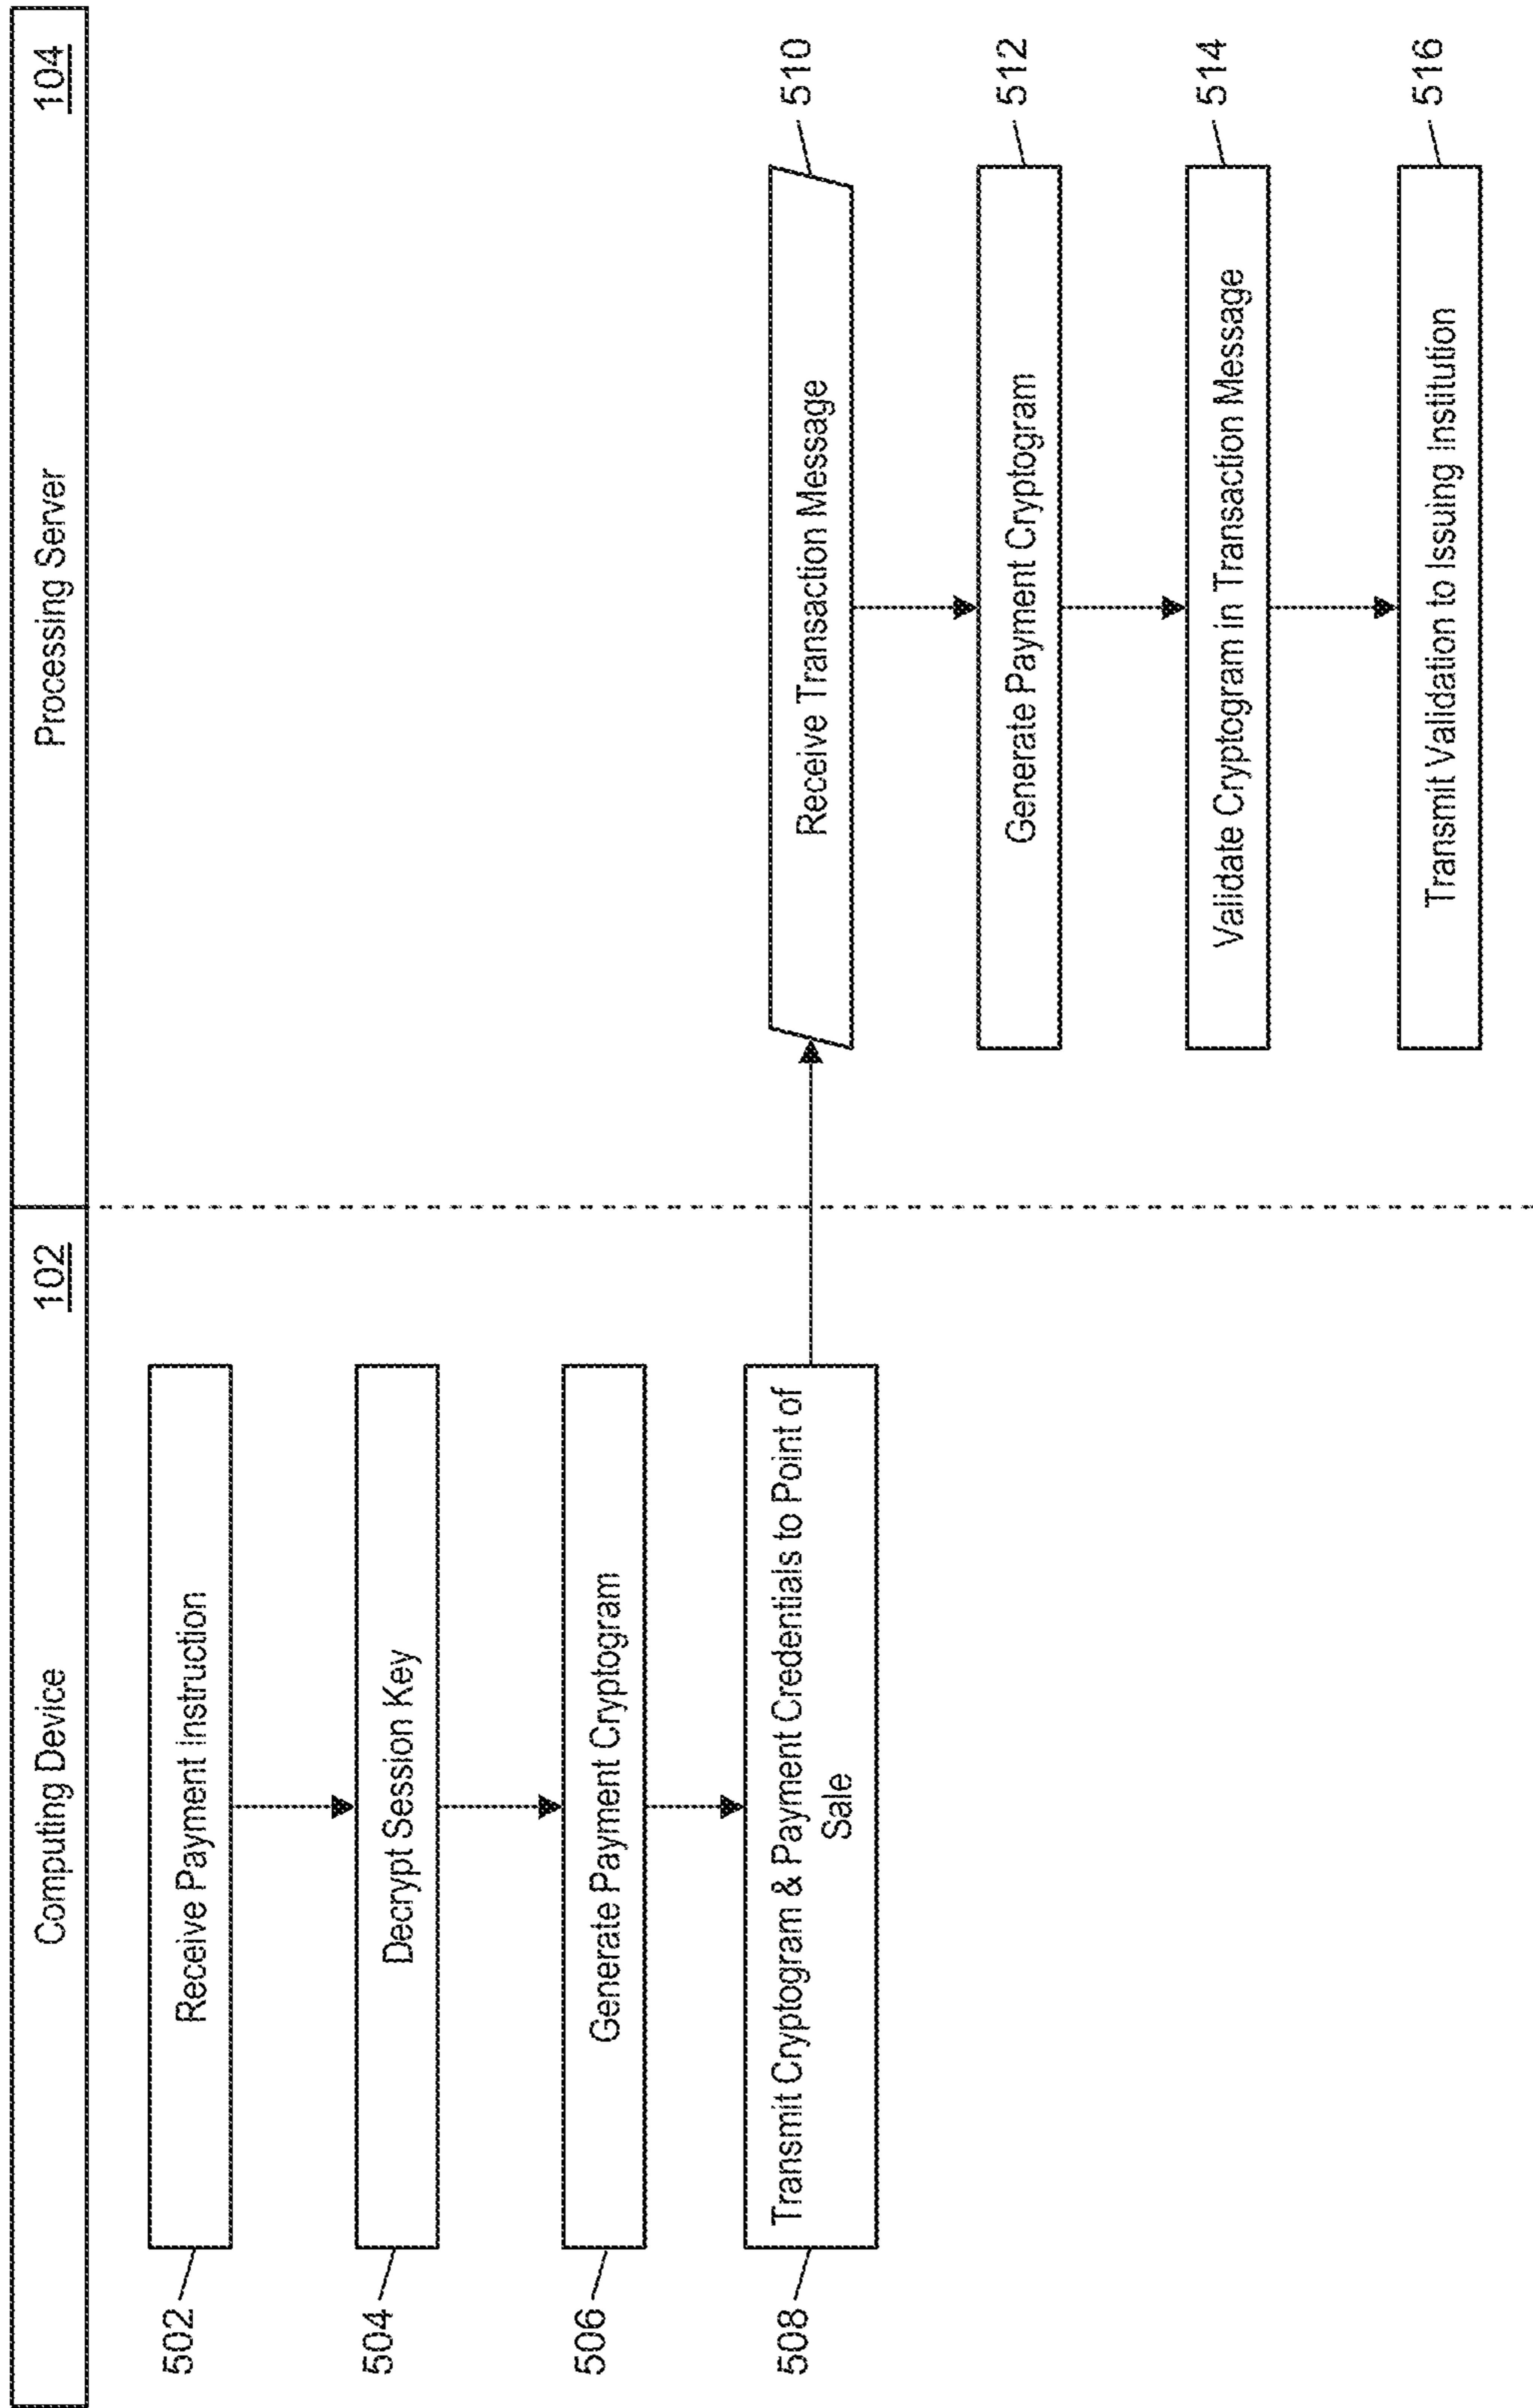 Computing Device
102
Processing Server
104
502
Receive Payment Instruction
504
Decrypt Session Key
506
Generate Payment Cryptogram
508
Transmit Cryptogram & Payment Credentials to Point of
Sale
Receive Transaction Message
510
Generate Payment Cryptogram
512
Validate Cryptogram in Transaction Message
514
Transmit Validation to Issuing Institution
516